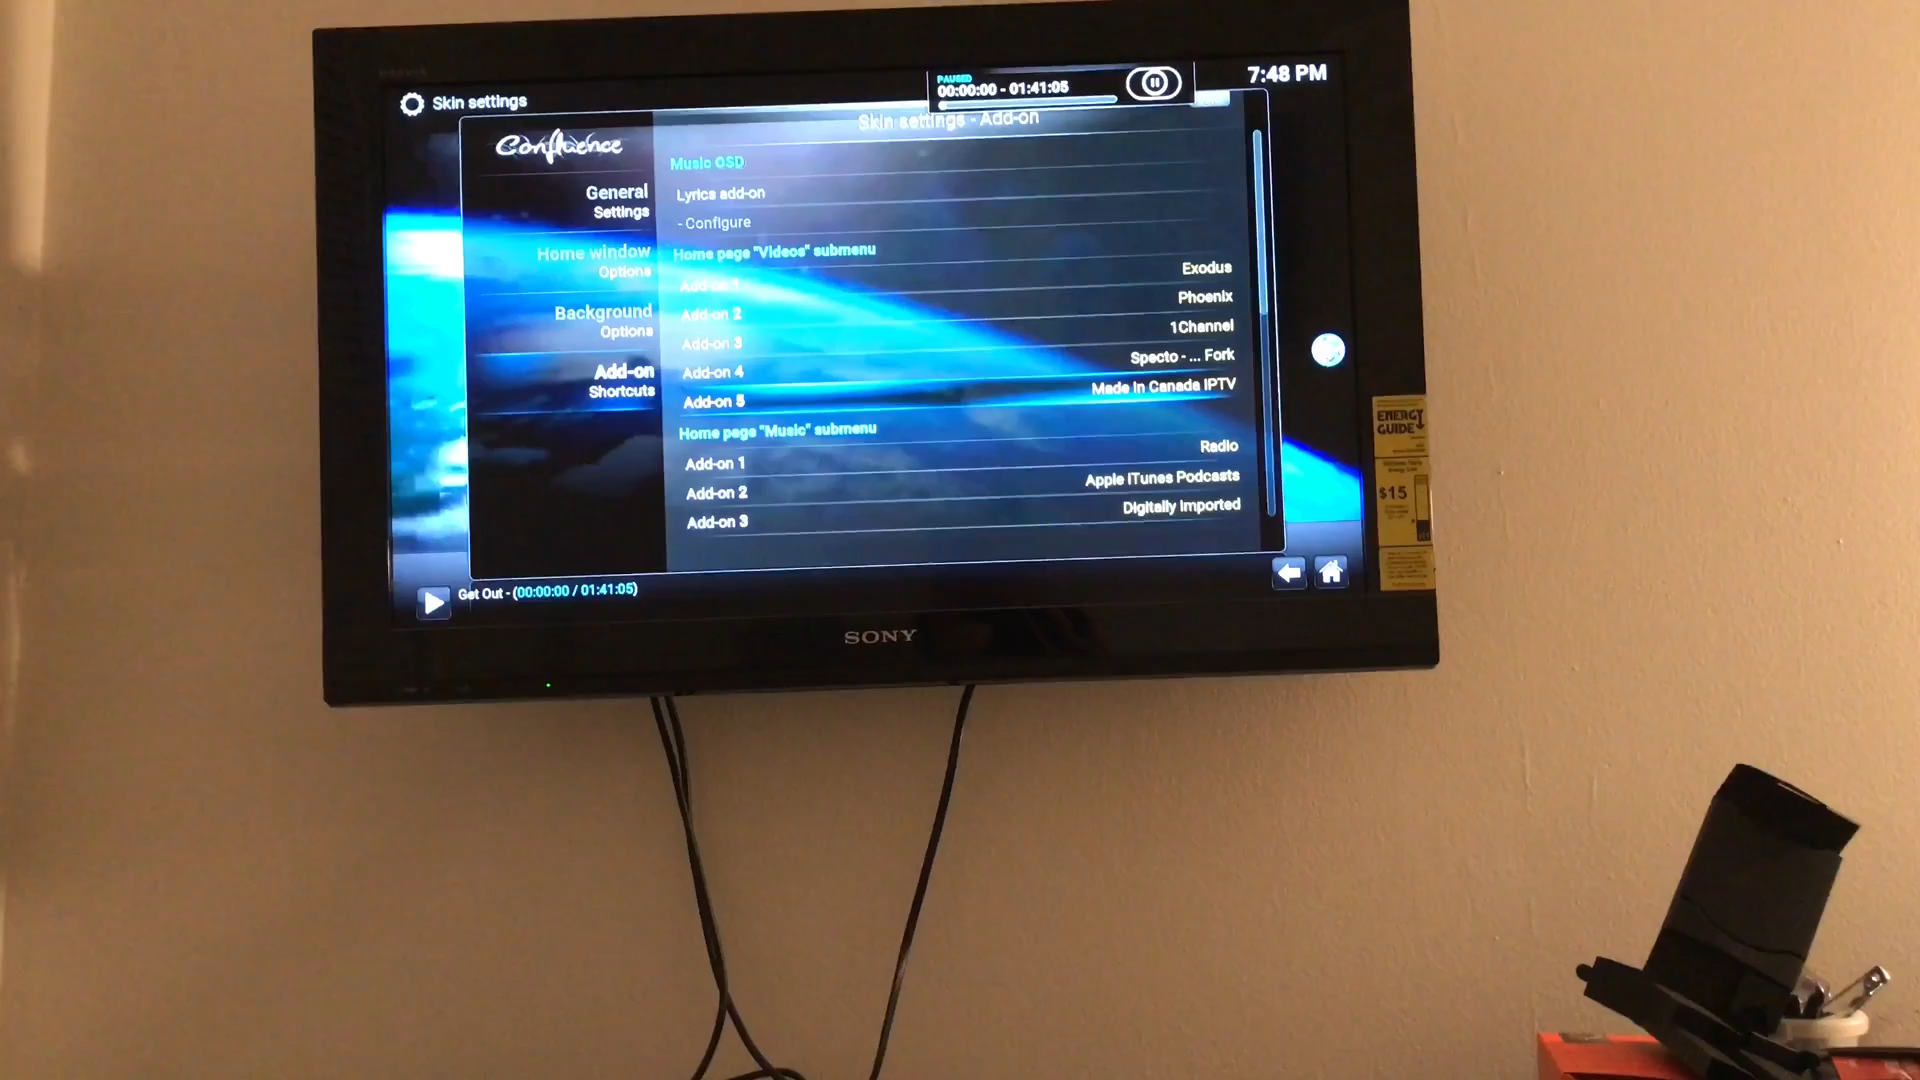 PAUSED
00:00:00 - 01:41:05
7:48 PM
Skin settings
Skin settings - Add-on
Confluence
General
Settings
Home window
Options
Background
Options
Add-on
Shortcuts
Music OSD
Lyrics add-on
- Configure
Home page "Videos" submenu
Add-on 1 Exodus
Add-on 2 Phoenix
Add-on 3 1Channel
Add-on 4 Specto - ... Fork
Add-on 5 Made In Canada IPTV
Home page "Music" submenu
Add-on 1 Radio
Add-on 2 Apple iTunes Podcasts
Add-on 3 Digitally Imported
Get Out - (00:00:00 / 01:41:05)
SONY
ENERGY
GUIDE
$15